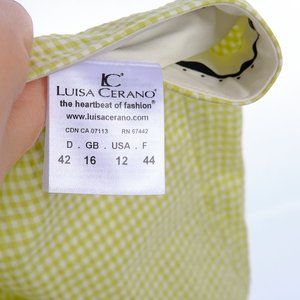 LC
LUISA CERANO®
the heartbeat of fashion®
www.luisacerano.com
CDN CA 07113 RN 67442
D . GB . USA . F
42 16 12 44